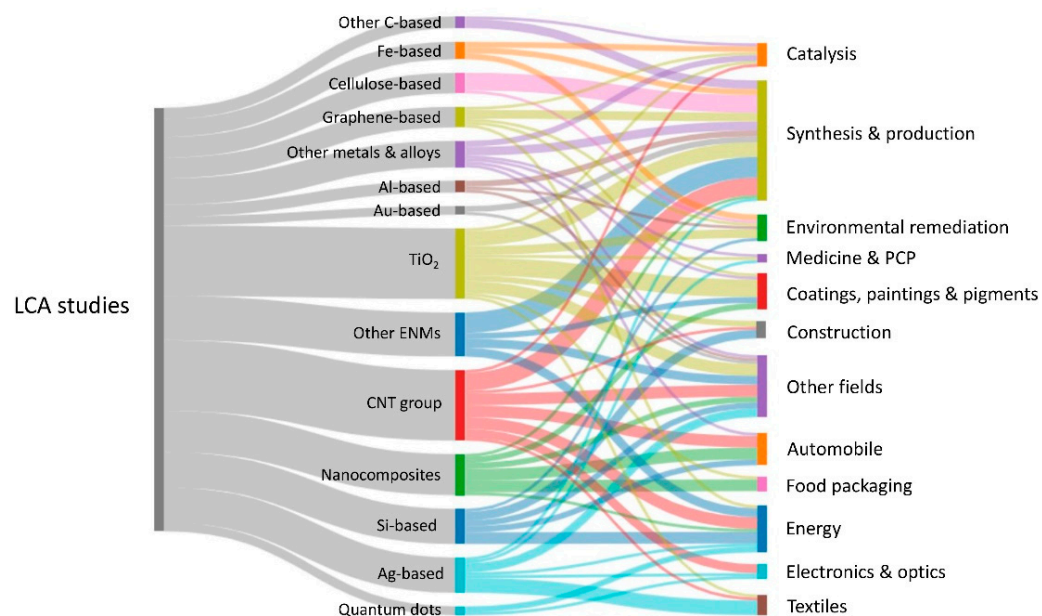 LCA studies
Other C-based
Fe-based
Cellulose-based
Graphene-based
Other metals & alloys
Al-based
Au-based
TiO₂
Other ENMs
CNT group
Nanocomposites
Si-based
Ag-based
Quantum dots
Catalysis
Synthesis & production
Environmental remediation
Medicine & PCP
Coatings, paintings & pigments
Construction
Other fields
Automobile
Food packaging
Energy
Electronics & optics
Textiles